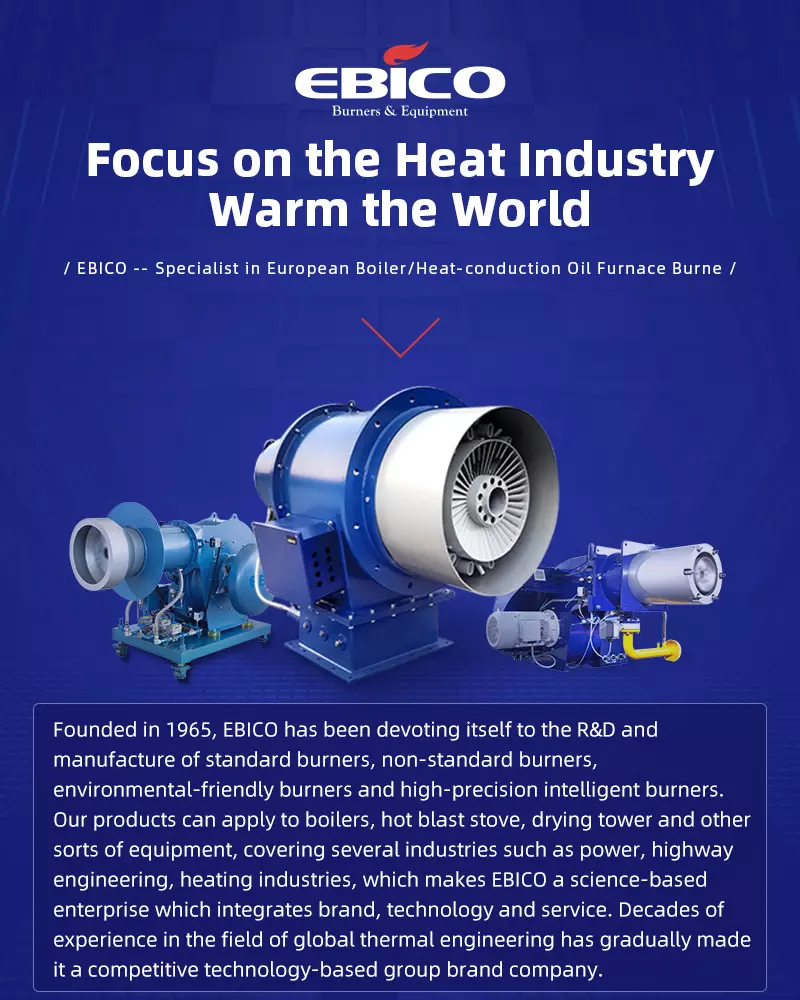 EBICO
Burners & Equipment
Focus on the Heat Industry
Warm the World
/ EBICO -- Specialist in European Boiler/Heat-conduction Oil Furnace Burne /
Founded in 1965, EBICO has been devoting itself to the R&D and
manufacture of standard burners, non-standard burners,
environmental-friendly burners and high-precision intelligent burners.
Our products can apply to boilers, hot blast stove, drying tower and other
sorts of equipment, covering several industries such as power, highway
engineering, heating industries, which makes EBICO a science-based
enterprise which integrates brand, technology and service. Decades of
experience in the field of global thermal engineering has gradually made
it a competitive technology-based group brand company.